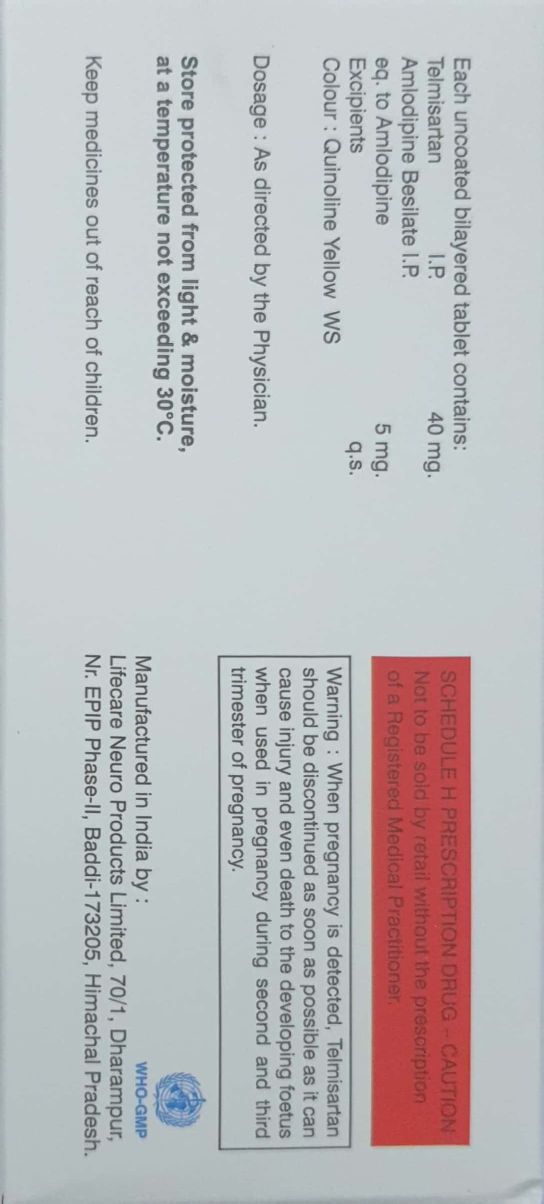 Each uncoated bilayered tablet contains:
Telmisartan I.P. 40 mg.
Amlodipine Besilate I.P.
eq. to Amlodipine 5 mg.
Excipients q.s.
Colour : Quinoline Yellow WS
Dosage : As directed by the Physician.
Store protected from light & moisture,
at a temperature not exceeding 30°C.
Keep medicines out of reach of children.
SCHEDULE H PRESCRIPTION DRUG - CAUTION
Not to be sold by retail without the prescription
of a Registered Medical Practitioner.
Warning : When pregnancy is detected, Telmisartan
should be discontinued as soon as possible as it can
cause injury and even death to the developing foetus
when used in pregnancy during second and third
trimester of pregnancy.
WHO-GMP
Manufactured in India by :
Lifecare Neuro Products Limited, 70/1, Dharampur,
Nr. EPIP Phase-II, Baddi-173205, Himachal Pradesh.